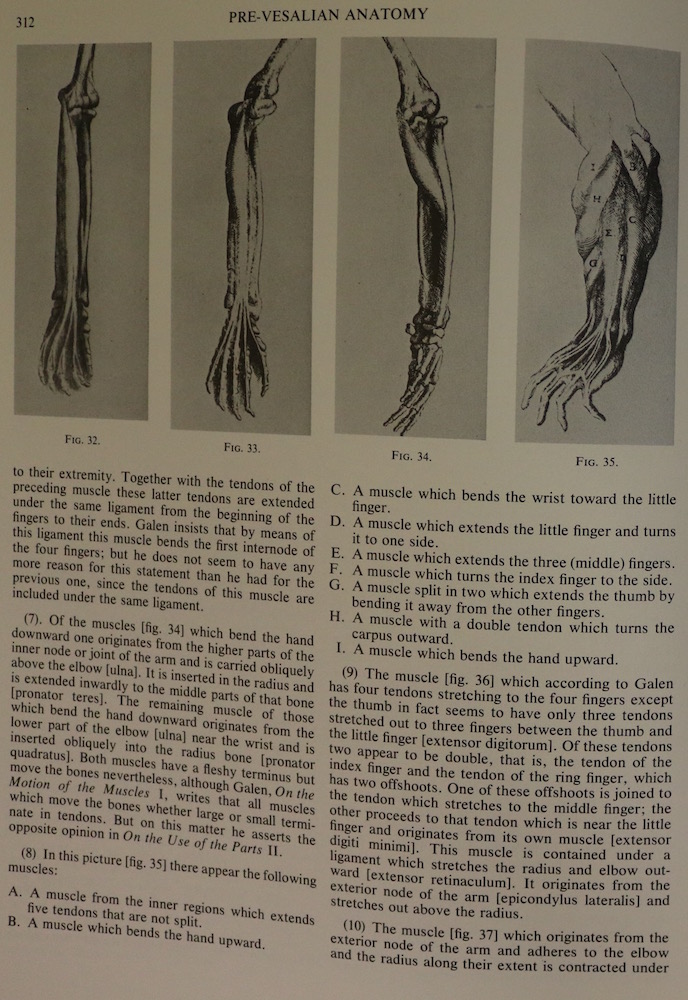 312
PRE-VESALIAN ANATOMY
I
B
H
C
E
D
G
FIG. 32.
FIG. 33.
FIG. 34.
FIG. 35.
to their extremity. Together with the tendons of the
preceding muscle these latter tendons are extended
under the same ligament from the beginning of the
fingers to their ends. Galen insists that by means of
this ligament this muscle bends the first internode of
the four fingers; but he does not seem to have any
more reason for this statement than he had for the
previous one, since the tendons of this muscle are
included under the same ligament.
(7). Of the muscles [fig. 34] which bend the hand
downward one originates from the higher parts of the
inner node or joint of the arm and is carried obliquely
above the elbow [ulna]. It is inserted in the radius and
is extended inwardly to the middle parts of that bone
[pronator teres]. The remaining muscle of those
which bend the hand downward originates from the
lower part of the elbow [ulna] near the wrist and is
inserted obliquely into the radius bone [pronator
quadratus]. Both muscles have a fleshy terminus but
move the bones nevertheless, although Galen, On the
Motion of the Muscles I, writes that all muscles
which move the bones whether large or small termi-
nate in tendons. But on this matter he asserts the
opposite opinion in On the Use of the Parts II.
(8) In this picture [fig. 35] there appear the following
muscles:
A. A muscle from the inner regions which extends
five tendons that are not split.
B. A muscle which bends the hand upward.
C. A muscle which bends the wrist toward the little
finger.
D. A muscle which extends the little finger and turns
it to one side.
E. A muscle which extends the three (middle) fingers.
F. A muscle which turns the index finger to the side.
G. A muscle split in two which extends the thumb by
bending it away from the other fingers.
H. A muscle with a double tendon which turns the
carpus outward.
I. A muscle which bends the hand upward.
(9) The muscle [fig. 36] which according to Galen
has four tendons stretching to the four fingers except
the thumb in fact seems to have only three tendons
stretched out to three fingers between the thumb and
the little finger [extensor digitorum]. Of these tendons
two appear to be double, that is, the tendon of the
index finger and the tendon of the ring finger, which
has two offshoots. One of these offshoots is joined to
the tendon which stretches to the middle finger; the
other proceeds to that tendon which is near the little
finger and originates from its own muscle [extensor
digiti minimi]. This muscle is contained under a
ligament which stretches the radius and elbow out-
ward [extensor retinaculum]. It originates from the
exterior node of the arm [epicondylus lateralis] and
stretches out above the radius.
(10) The muscle [fig. 37] which originates from the
exterior node of the arm and adheres to the elbow
and the radius along their extent is contracted under